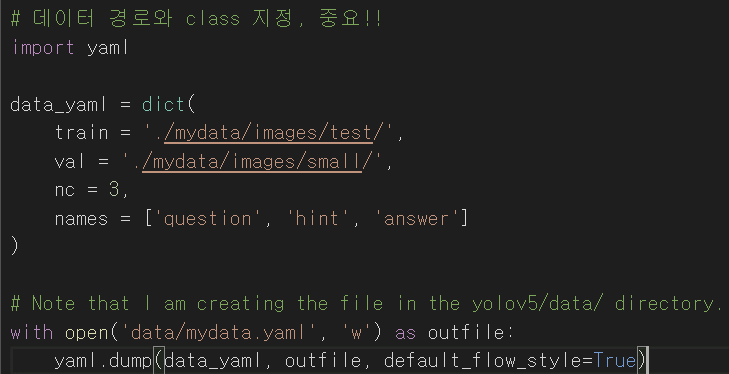 # 데이터 경로와 class 지정, 중요!!
import yaml
data_yaml = dict(
train = './mydata/images/test/',
val = './mydata/images/small/',
nc = 3,
names = ['question', 'hint', 'answer']
)
# Note that I am creating the file in the yolov5/data/ directory.
with open('data/mydata.yaml', 'w') as outfile:
yaml.dump(data_yaml, outfile, default_flow_style=True)